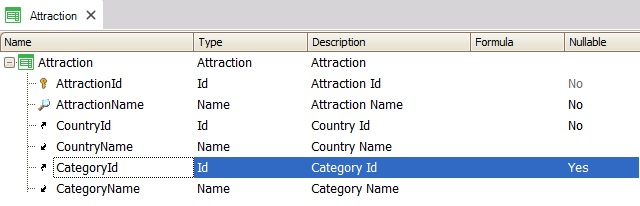 Attraction
Name Type Description Formula Nullable
Attraction Attraction Attraction
AttractionId Id Attraction Id No
AttractionName Name Attraction Name No
CountryId Id Country Id No
CountryName Name Country Name
CategoryId Id Category Id Yes
CategoryName Name Category Name